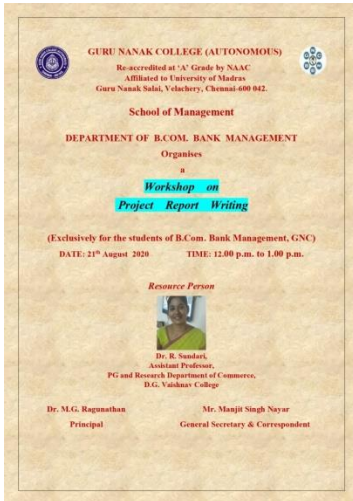 GURU NANAK COLLEGE (AUTONOMOUS)
Re-accredited at ‘A’ Grade by NAAC
Affiliated to University of Madras
Guru Nanak Salai, Velachery, Chennai-600 042.
School of Management
DEPARTMENT OF B.COM. BANK MANAGEMENT
Organises
a
Workshop on
Project Report Writing
(Exclusively for the students of B.Com. Bank Management, GNC)
DATE: 21th August 2020 TIME: 12.00 p.m. to 1.00 p.m.
Resource Person
Dr. R. Sundari,
Assistant Professor,
PG and Research Department of Commerce,
D.G. Vaishnav College
Dr. M.G. Ragunathan Mr. Manjit Singh Nayar
Principal General Secretary & Correspondent